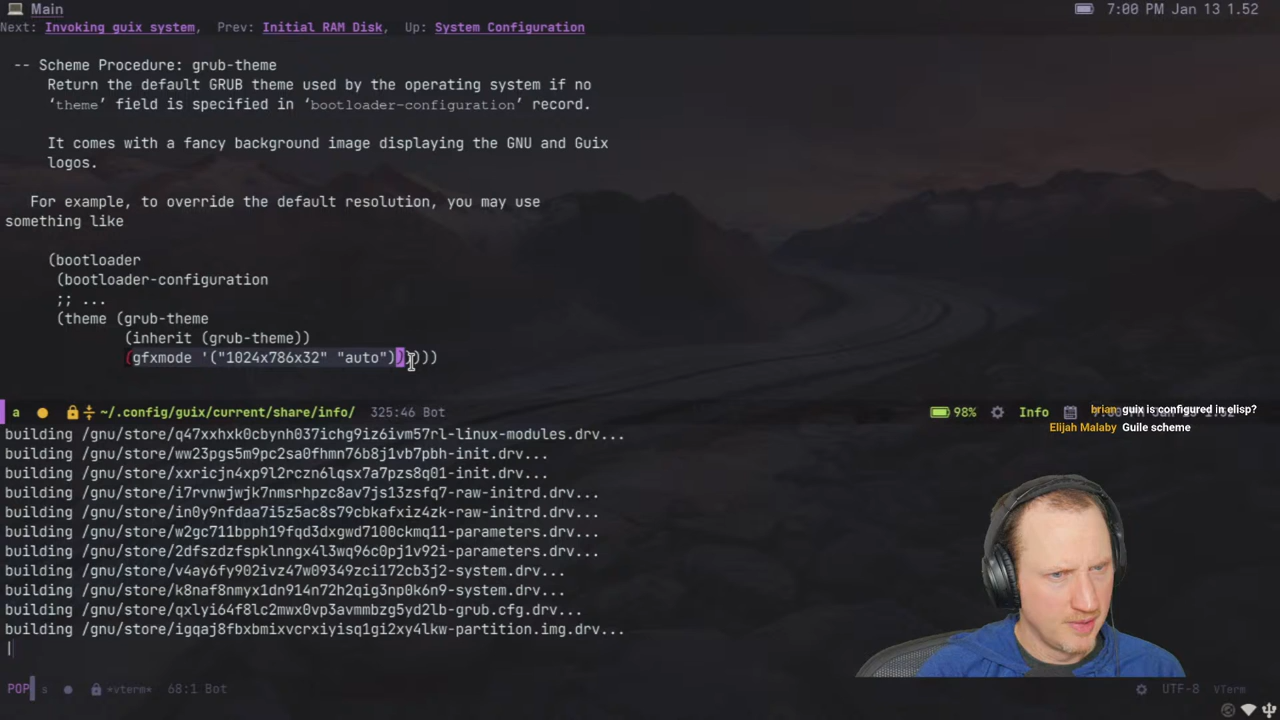 Main
7:00 PM Jan 13 1.52
Next: Invoking guix system, Prev: Initial RAM Disk, Up: System Configuration
-- Scheme Procedure: grub-theme
Return the default GRUB theme used by the operating system if no
‘theme’ field is specified in ‘bootloader-configuration’ record.
It comes with a fancy background image displaying the GNU and Guix
logos.
For example, to override the default resolution, you may use
something like
(bootloader
(bootloader-configuration
;; ...
(theme (grub-theme
(inherit (grub-theme))
(gfxmode '("1024x786x32" "auto")))))
a ~/.config/guix/current/share/info/ 325:46 Bot
98% Info
brian guix is configured in elisp?
Elijah Malaby Guile scheme
building /gnu/store/q47xxhxk0cbynh037ichg9iz6ivm57rl-linux-modules.drv...
building /gnu/store/ww23pgs5m9pc2sa0fhmn76b8j1vb7pbh-init.drv...
building /gnu/store/xxricjn4xp9l2rczn6lqsx7a7pzs8q01-init.drv...
building /gnu/store/i7rvnwjwjk7nmsrhpzc8av7js13zsfq7-raw-initrd.drv...
building /gnu/store/in0y9nfdaa7i5z5ac8s79cbkafxiz4zk-raw-initrd.drv...
building /gnu/store/w2gc711bpph19fqd3dxgwd7100ckmq11-parameters.drv...
building /gnu/store/2dfszdzfspklnngx4l3wq96c0pj1v92i-parameters.drv...
building /gnu/store/v4ay6fy902ivz47w09349zci172cb3j2-system.drv...
building /gnu/store/k8naf8nmyx1dn914n72h2qig3np0k6n9-system.drv...
building /gnu/store/qxlyi64f8lc2mwx0vp3avmmbzg5yd2lb-grub.cfg.drv...
building /gnu/store/igqaj8fbxbmixvcrxiyisq1gi2xy4lkw-partition.img.drv...
POP s *vterm* 68:1 Bot
UTF-8 VTerm